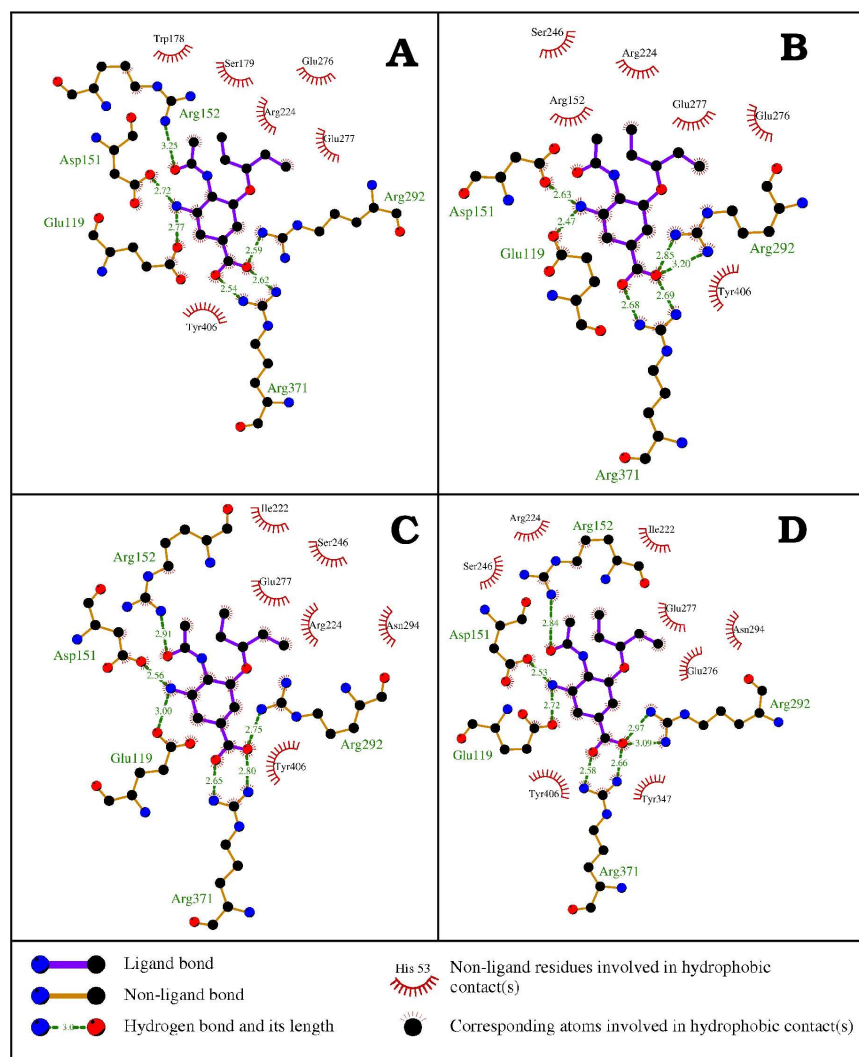 A
Trp178
Ser179
Glu276
Arg152
Arg224
Glu277
Asp151
3.25
2.72
Glu119
2.77
Arg292
2.59
2.54
2.62
Tyr406
Arg371
B
Ser246
Arg224
Arg152
Glu277
Glu276
Asp151
2.63
2.47
Glu119
2.85
3.20
Arg292
Tyr406
2.68
2.69
Arg371
C
Ile222
Ser246
Arg152
Glu277
Arg224
Asn294
2.91
Asp151
2.56
3.00
Glu119
2.75
Arg292
Tyr406
2.65
2.80
Arg371
D
Arg224
Arg152
Ile222
Ser246
Glu277
Asn294
2.84
Asp151
Glu276
2.53
2.72
Arg292
Glu119
2.97
3.09
2.58
2.66
Tyr406
Tyr347
Arg371
Ligand bond
Non-ligand bond
3.0
Hydrogen bond and its length
His 53
Non-ligand residues involved in hydrophobic
contact(s)
Corresponding atoms involved in hydrophobic contact(s)